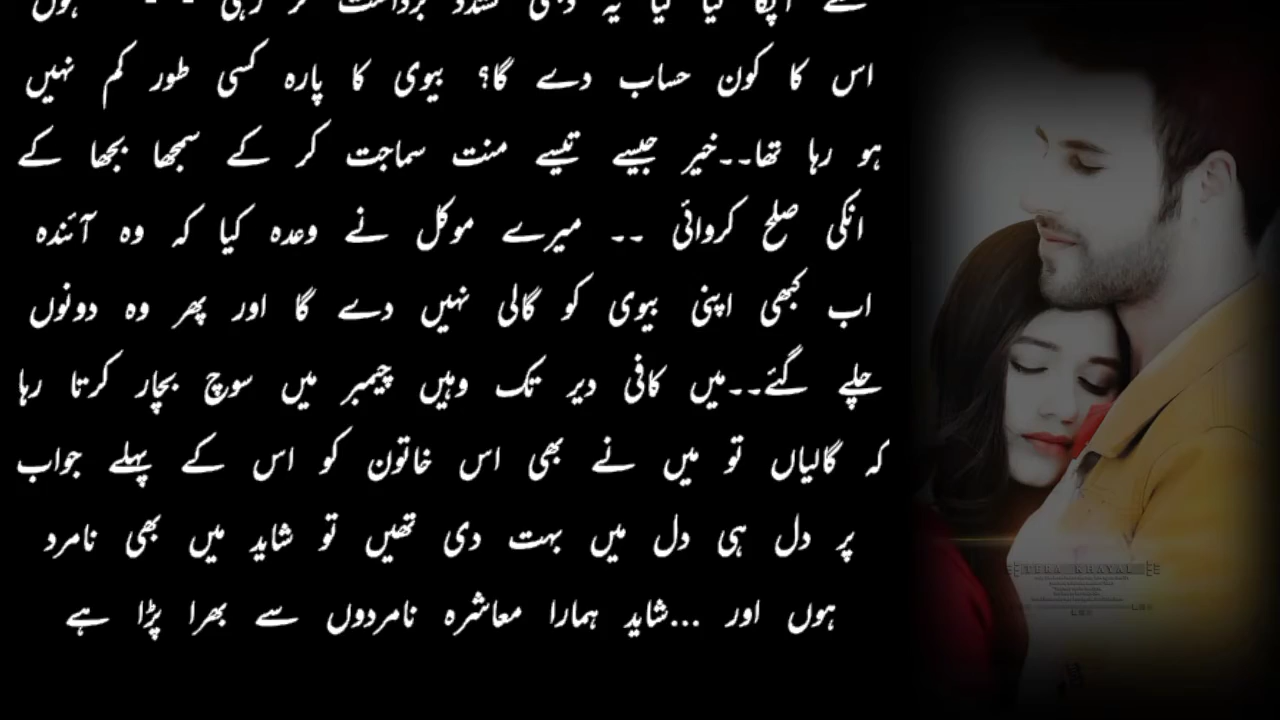 کر رہی ہوں
اس کا کون حساب دے گا؟ بیوی کا پارہ کسی طور کم نہیں
ہو رہا تھا۔۔خیر جیسے تیسے منت سماجت کر کے سمجھا بجھا کے
انکی صلح کروائی ۔۔ میرے موکل نے وعدہ کیا کہ وہ آئندہ
اب کبھی اپنی بیوی کو گالی نہیں دے گا اور پھر وہ دونوں
چلے گئے۔۔میں کافی دیر تک وہیں چیمبر میں سوچ بچار کرتا رہا
کہ گالیاں تو میں نے بھی اس خاتون کو اس کے پہلے جواب
پر دل ہی دل میں بہت دی تھیں تو شاید میں بھی نامرد
ہوں اور ...شاید ہمارا معاشرہ نامردوں سے بھرا پڑا ہے
TERA KHAYAL